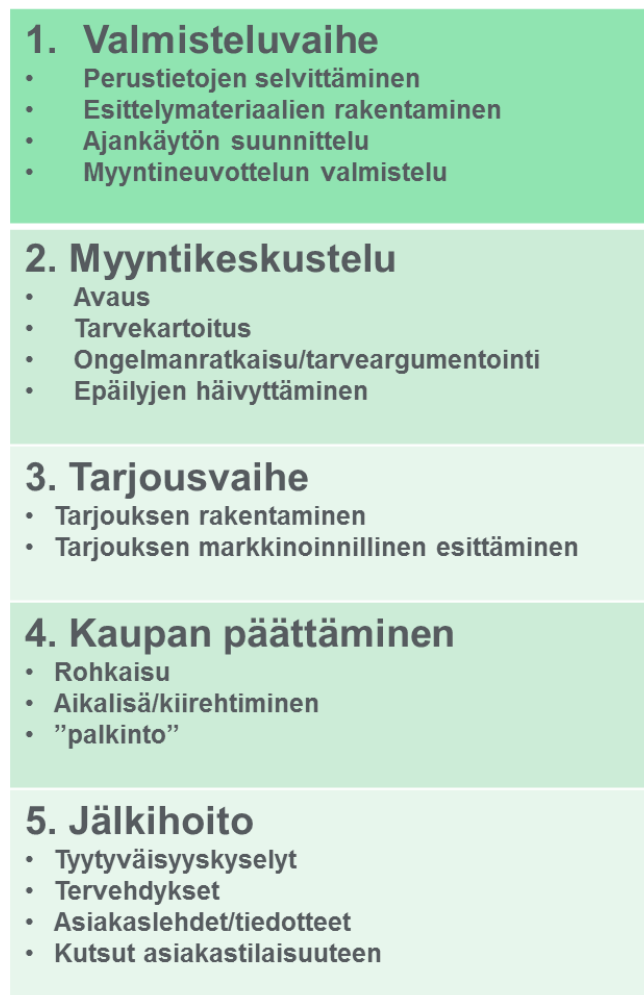 1. Valmisteluvaihe
• Perustietojen selvittäminen
• Esittelymateriaalien rakentaminen
• Ajankäytön suunnittelu
• Myyntineuvottelun valmistelu
2. Myyntikeskustelu
• Avaus
• Tarvekartoitus
• Ongelmanratkaisu/tarveargumentointi
• Epäilyjen häivyttäminen
3. Tarjousvaihe
• Tarjouksen rakentaminen
• Tarjouksen markkinoinnillinen esittäminen
4. Kaupan päättäminen
• Rohkaisu
• Aikalisä/kiirehtiminen
• ”palkinto”
5. Jälkihoito
• Tyytyväisyyskyselyt
• Tervehdykset
• Asiakaslehdet/tiedotteet
• Kutsut asiakastilaisuuteen